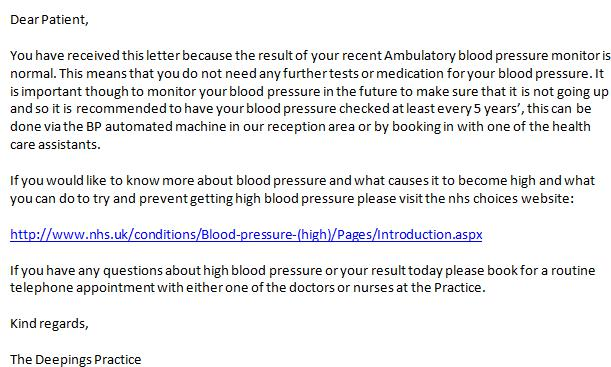 Dear Patient,
You have received this letter because the result of your recent Ambulatory blood pressure monitor is
normal. This means that you do not need any further tests or medication for your blood pressure. It
is important though to monitor your blood pressure in the future to make sure that it is not going up
and so it is recommended to have your blood pressure checked at least every 5 years’, this can be
done via the BP automated machine in our reception area or by booking in with one of the health
care assistants.
If you would like to know more about blood pressure and what causes it to become high and what
you can do to try and prevent getting high blood pressure please visit the nhs choices website:
http://www.nhs.uk/conditions/Blood-pressure-(high)/Pages/Introduction.aspx
If you have any questions about high blood pressure or your result today please book for a routine
telephone appointment with either one of the doctors or nurses at the Practice.
Kind regards,
The Deepings Practice